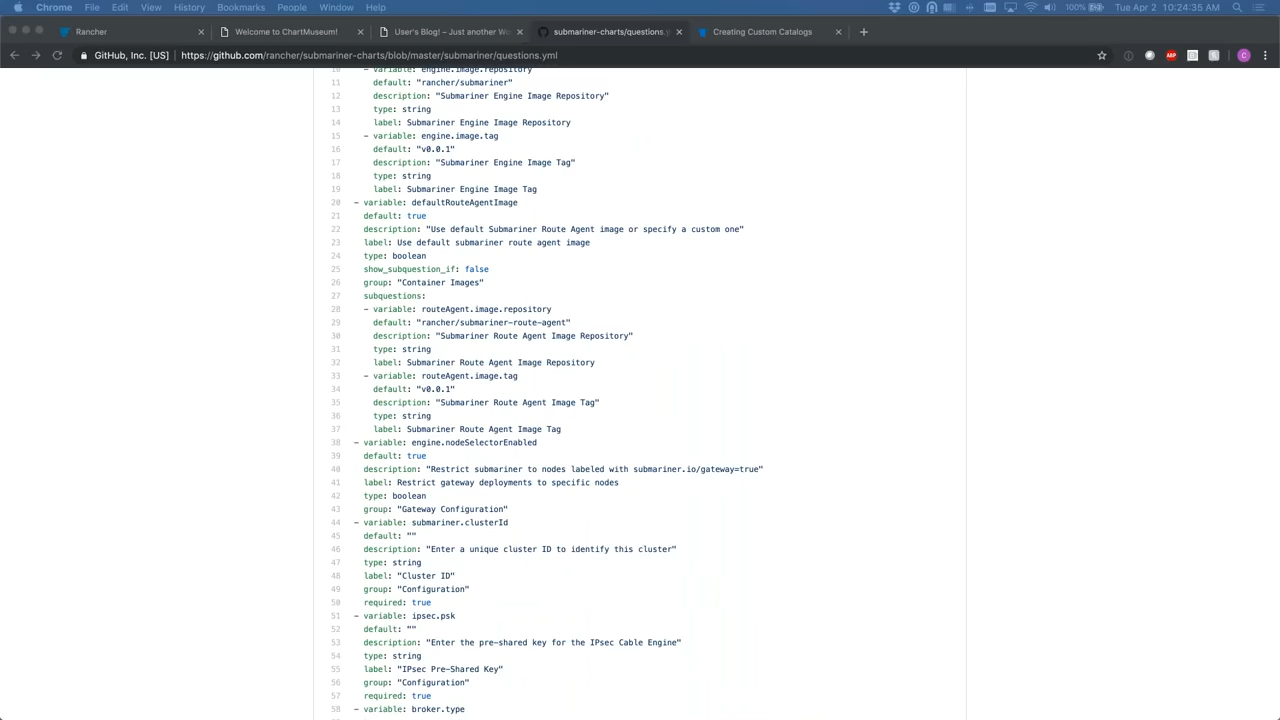 Chrome File Edit View History Bookmarks People Window Help 100% Tue Apr 2 10:24:35 AM
Rancher × Welcome to ChartMuseum! × User's Blog! – Just another Wo × submariner-charts/questions.y × Creating Custom Catalogs × +
GitHub, Inc. [US] https://github.com/rancher/submariner-charts/blob/master/submariner/questions.yml ABP C
10 - variable: engine.image.repository
11 default: "rancher/submariner"
12 description: "Submariner Engine Image Repository"
13 type: string
14 label: Submariner Engine Image Repository
15 - variable: engine.image.tag
16 default: "v0.0.1"
17 description: "Submariner Engine Image Tag"
18 type: string
19 label: Submariner Engine Image Tag
20 - variable: defaultRouteAgentImage
21 default: true
22 description: "Use default Submariner Route Agent image or specify a custom one"
23 label: Use default submariner route agent image
24 type: boolean
25 show_subquestion_if: false
26 group: "Container Images"
27 subquestions:
28 - variable: routeAgent.image.repository
29 default: "rancher/submariner-route-agent"
30 description: "Submariner Route Agent Image Repository"
31 type: string
32 label: Submariner Route Agent Image Repository
33 - variable: routeAgent.image.tag
34 default: "v0.0.1"
35 description: "Submariner Route Agent Image Tag"
36 type: string
37 label: Submariner Route Agent Image Tag
38 - variable: engine.nodeSelectorEnabled
39 default: true
40 description: "Restrict submariner to nodes labeled with submariner.io/gateway=true"
41 label: Restrict gateway deployments to specific nodes
42 type: boolean
43 group: "Gateway Configuration"
44 - variable: submariner.clusterId
45 default: ""
46 description: "Enter a unique cluster ID to identify this cluster"
47 type: string
48 label: "Cluster ID"
49 group: "Configuration"
50 required: true
51 - variable: ipsec.psk
52 default: ""
53 description: "Enter the pre-shared key for the IPsec Cable Engine"
54 type: string
55 label: "IPsec Pre-Shared Key"
56 group: "Configuration"
57 required: true
58 - variable: broker.type